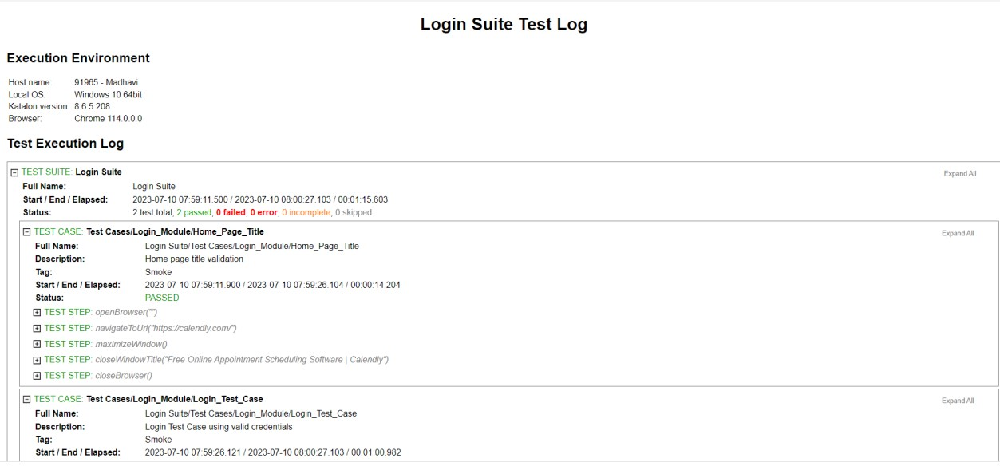 Login Suite Test Log
Execution Environment
Host name: 91965 - Madhavi
Local OS: Windows 10 64bit
Katalon version: 8.6.5.208
Browser: Chrome 114.0.0.0
Test Execution Log
TEST SUITE: Login Suite Expand All
Full Name: Login Suite
Start / End / Elapsed: 2023-07-10 07:59:11.500 / 2023-07-10 08:00:27.103 / 00:01:15.603
Status: 2 test total, 2 passed, 0 failed, 0 error, 0 incomplete, 0 skipped
TEST CASE: Test Cases/Login_Module/Home_Page_Title Expand All
Full Name: Login Suite/Test Cases/Login_Module/Home_Page_Title
Description: Home page title validation
Tag: Smoke
Start / End / Elapsed: 2023-07-10 07:59:11.900 / 2023-07-10 07:59:26.104 / 00:00:14.204
Status: PASSED
TEST STEP: openBrowser("")
TEST STEP: navigateToUrl("https://calendly.com/")
TEST STEP: maximizeWindow()
TEST STEP: closeWindowTitle("Free Online Appointment Scheduling Software | Calendly")
TEST STEP: closeBrowser()
TEST CASE: Test Cases/Login_Module/Login_Test_Case Expand All
Full Name: Login Suite/Test Cases/Login_Module/Login_Test_Case
Description: Login Test Case using valid credentials
Tag: Smoke
Start / End / Elapsed: 2023-07-10 07:59:26.121 / 2023-07-10 08:00:27.103 / 00:01:00.982